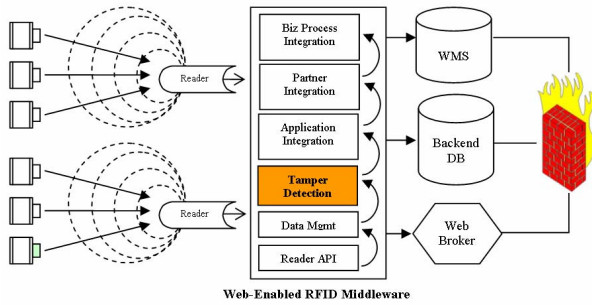 Reader
Reader
Biz Process
Integration
Partner
Integration
Application
Integration
Tamper
Detection
Data Mgmt
Reader API
WMS
Backend
DB
Web
Broker
Web-Enabled RFID Middleware